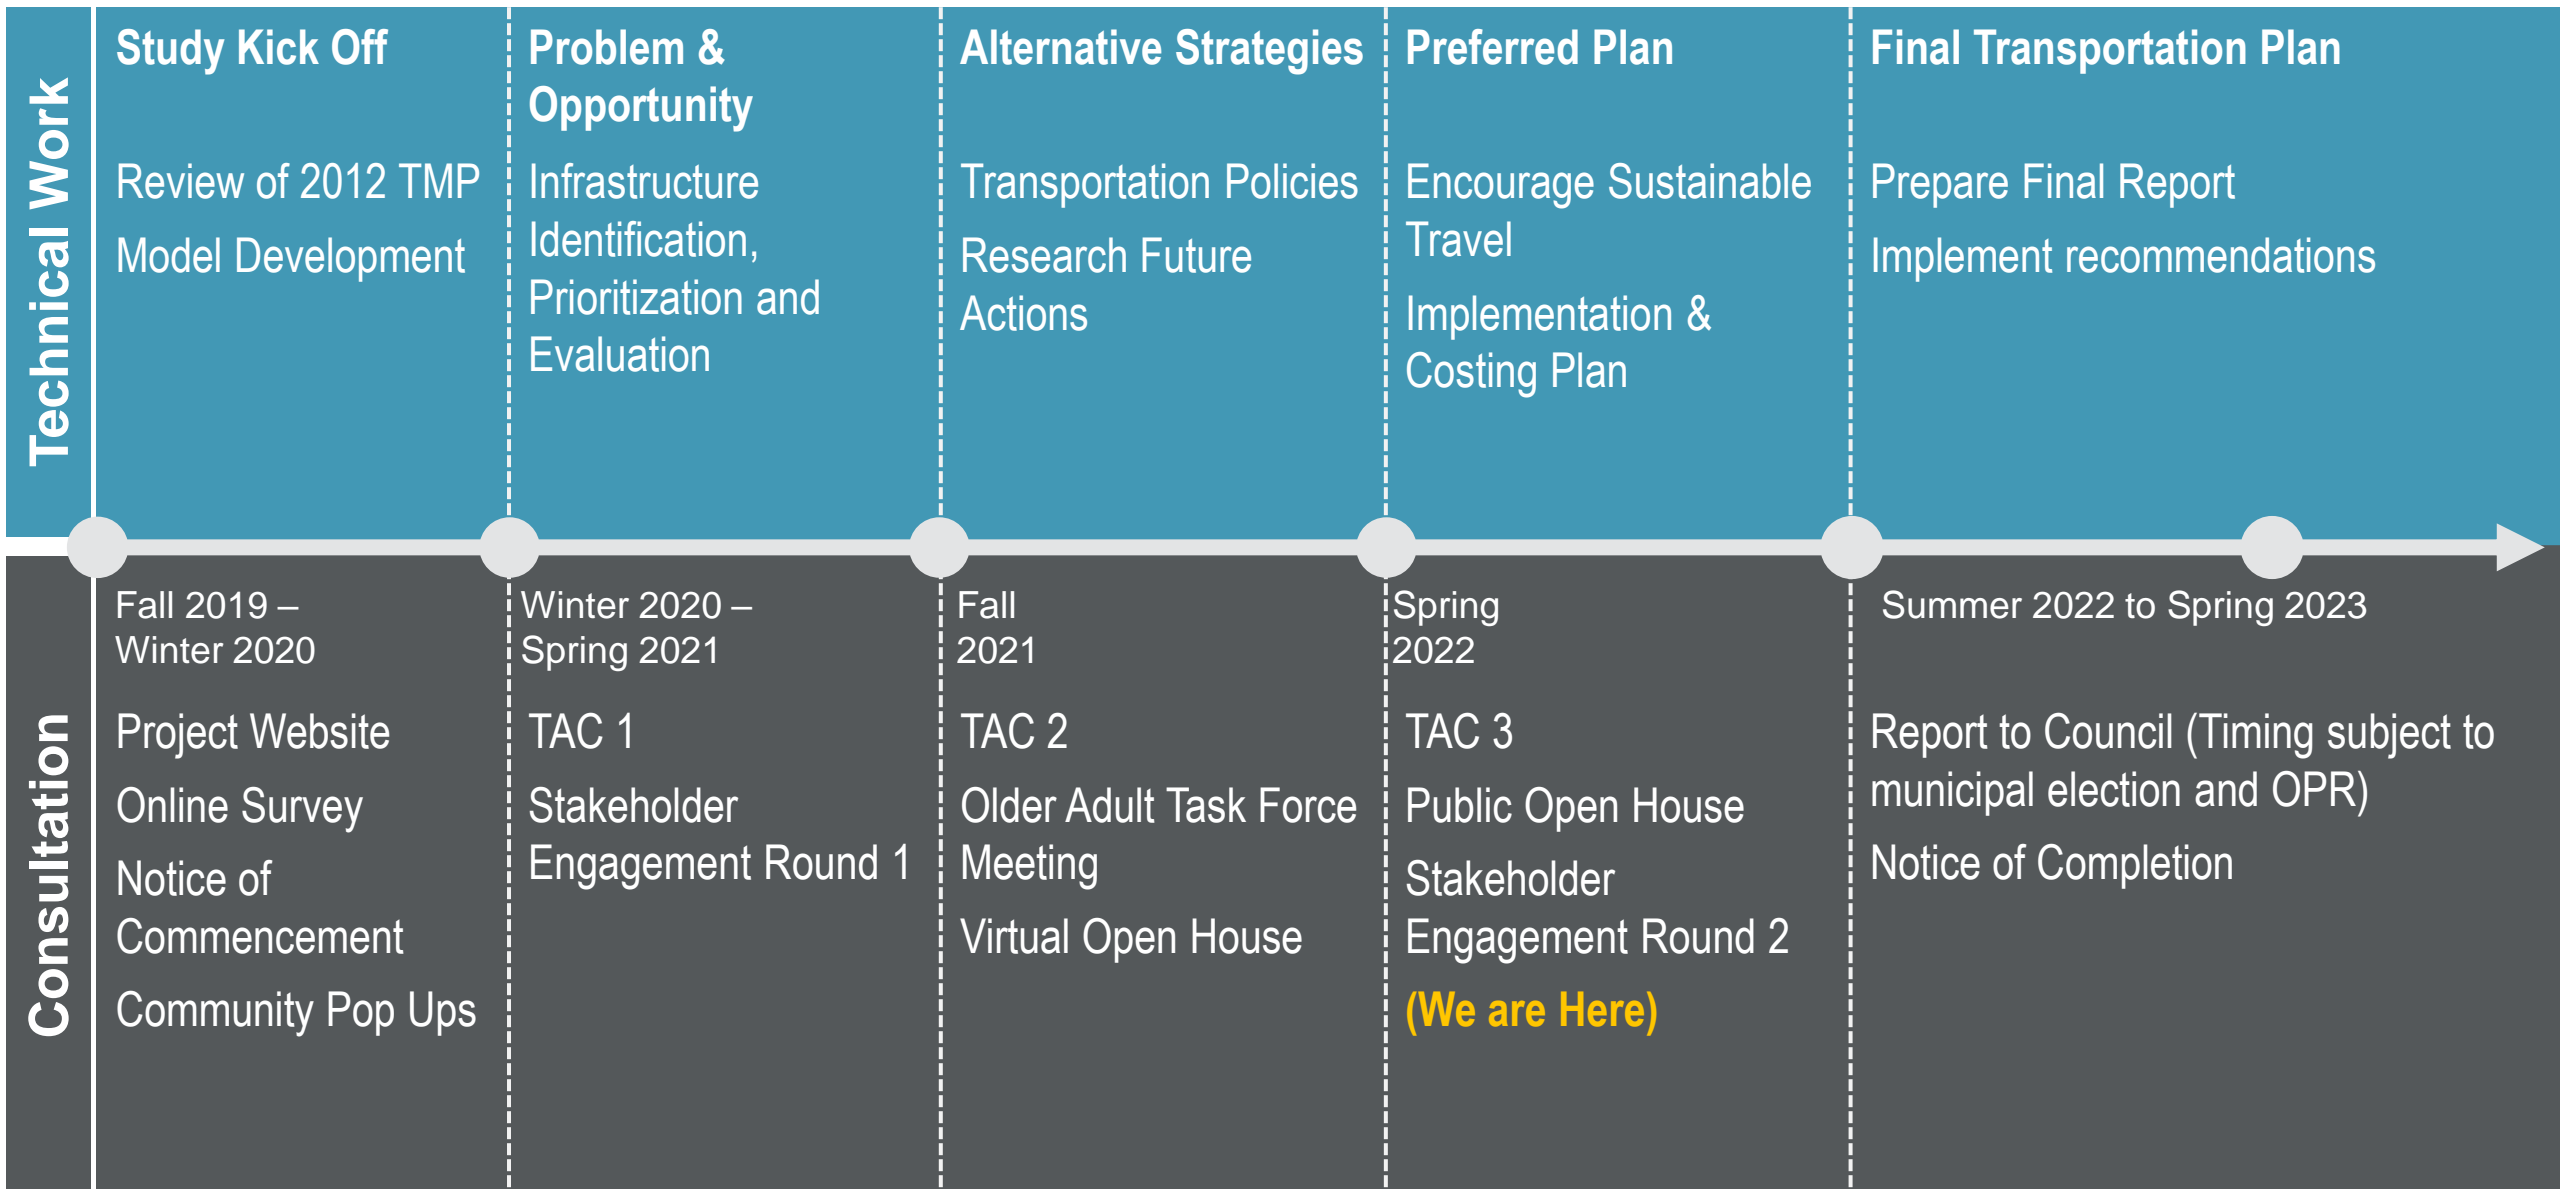 Technical Work
Study Kick Off
Review of 2012 TMP
Model Development
Problem &
Opportunity
Infrastructure
Identification,
Prioritization and
Evaluation
Alternative Strategies
Transportation Policies
Research Future
Actions
Preferred Plan
Encourage Sustainable
Travel
Implementation &
Costing Plan
Final Transportation Plan
Prepare Final Report
Implement recommendations
Consultation
Fall 2019 –
Winter 2020
Project Website
Online Survey
Notice of
Commencement
Community Pop Ups
Winter 2020 –
Spring 2021
TAC 1
Stakeholder
Engagement Round 1
Fall
2021
TAC 2
Older Adult Task Force
Meeting
Virtual Open House
Spring
2022
TAC 3
Public Open House
Stakeholder
Engagement Round 2
(We are Here)
Summer 2022 to Spring 2023
Report to Council (Timing subject to
municipal election and OPR)
Notice of Completion